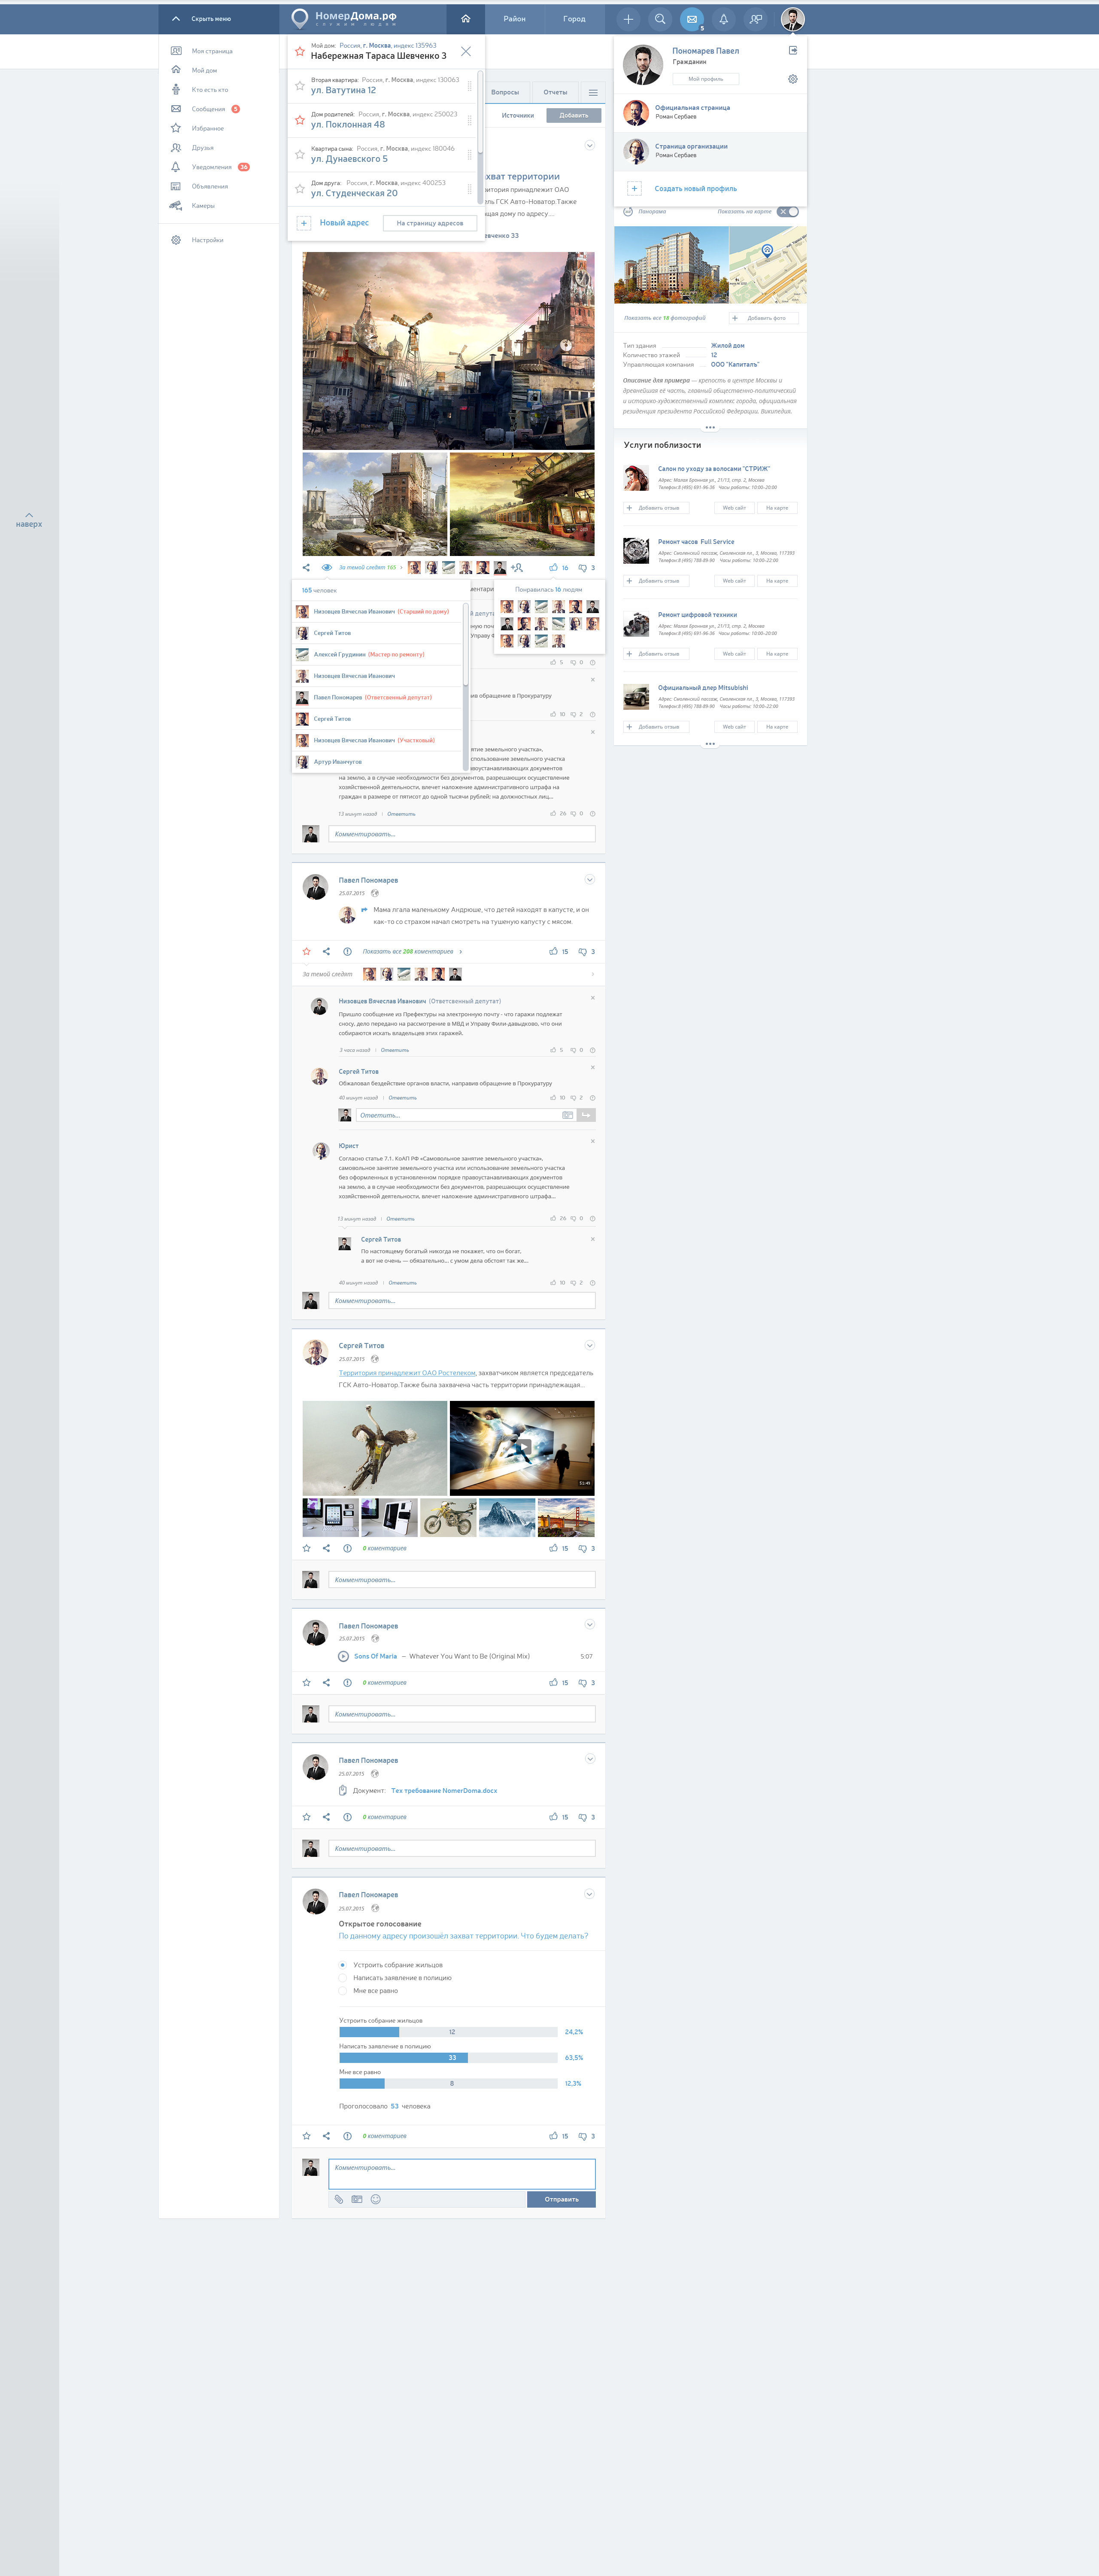 Скрыть меню
НомерДома.рф
Район
Город
5
Моя страница
Мой дом
Кто есть кто
Сообщения 5
Избранное
Друзья
Уведомления 36
Объявления
Камеры
Настройки
наверх
Мой дом: Россия, г. Москва, индекс 135963
Набережная Тараса Шевченко 3
Вторая квартира: Россия, г. Москва, индекс 130063
ул. Ватутина 12
Дом родителей: Россия, г. Москва, индекс 250023
ул. Поклонная 48
Квартира сына: Россия, г. Москва, индекс 180046
ул. Дунаевского 5
Дом друга: Россия, г. Москва, индекс 400253
ул. Студенческая 20
Новый адрес
На страницу адресов
Вопросы
Отчеты
Источники
Добавить
хват территории
итория принадлежит ОАО
ель ГСК Авто-Новатор.Также
щая дому по адресу...
евченко 33
За темой следят 165
16
3
165 человек
Низовцев Вячеслав Иванович (Старший по дому)
Сергей Титов
Алексей Грудинин (Мастер по ремонту)
Низовцев Вячеслав Иванович
Павел Пономарев (Ответсвенный депутат)
Сергей Титов
Низовцев Вячеслав Иванович (Участковый)
Артур Иванчугов
Понравилась 16 людям
5 0
ив обращение в Прокуратуру
10 2
ятие земельного участка».
спользование земельного участка
воустанавливающих документов
на землю, а в случае необходимости без документов, разрешающих осуществление
хозяйственной деятельности, влечет наложение административного штрафа на
граждан в размере от пятисот до одной тысячи рублей; на должностных лиц...
13 минут назад Ответить
26 0
Комментировать...
Павел Пономарев
25.07.2015
Мама лгала маленькому Андрюше, что детей находят в капусте, и он
как-то со страхом начал смотреть на тушеную капусту с мясом.
Показать все 208 коментариев
15
3
За темой следят
Низовцев Вячеслав Иванович (Ответсвенный депутат)
Пришло сообщение из Префектуры на электронную почту - что гаражи подлежат
сносу, дело передано на рассмотрение в МВД и Управу Фили-давыдково, что они
собираются искать владельцев этих гаражей.
3 часа назад Ответить
5 0
Сергей Титов
Обжаловал бездействие органов власти, направив обращение в Прокуратуру
40 минут назад Ответить
10 2
Ответить...
Юрист
Согласно статье 7.1. КоАП РФ «Самовольное занятие земельного участка».
самовольное занятие земельного участка или использование земельного участка
без оформленных в установленном порядке правоустанавливающих документов
на землю, а в случае необходимости без документов, разрешающих осуществление
хозяйственной деятельности, влечет наложение административного штрафа...
13 минут назад Ответить
26 0
Сергей Титов
По настоящему богатый никогда не покажет, что он богат,
а вот не очень — обязательно... с умом дела обстоят так же...
40 минут назад Ответить
10 2
Комментировать...
Сергей Титов
25.07.2015
Территория принадлежит ОАО Ростелеком, захватчиком является председатель
ГСК Авто-Новатор.Также была захвачена часть территории принадлежащая...
0 коментариев
15
3
Комментировать...
Павел Пономарев
25.07.2015
Sons Of Maria – Whatever You Want to Be (Original Mix)
5:07
0 коментариев
15
3
Комментировать...
Павел Пономарев
25.07.2015
Документ: Тех требование NomerDoma.docx
0 коментариев
15
3
Комментировать...
Павел Пономарев
25.07.2015
Открытое голосование
По данному адресу произошёл захват территории. Что будем делать?
Устроить собрание жильцов
Написать заявление в полицию
Мне все равно
Устроить собрание жильцов
12
24,2%
Написать заявление в полицию
33
63,5%
Мне все равно
8
12,3%
Проголосовало 53 человека
0 коментариев
15
3
Комментировать...
Отправить
Пономарев Павел
Гражданин
Мой профиль
Официальная страница
Роман Сербаев
Страница организации
Роман Сербаев
Создать новый профиль
Панорама
Показать на карте
Показать все 18 фотографий
Добавить фото
Тип здания Жилой дом
Количество этажей 12
Управляющая компания ООО "Капиталъ"
Описание для примера — крепость в центре Москвы и
древнейшая её часть, главный общественно-политический
и историко-художественный комплекс города, официальная
резиденция президента Российской Федерации. Википедия.
Услуги поблизости
Салон по уходу за волосами "СТРИЖ"
Адрес: Малая Бронная ул., 21/13, стр. 2, Москва
Телефон:8 (495) 691-96-36 Часы работы: 10:00–20:00
Добавить отзыв
Web сайт
На карте
Ремонт часов Full Service
Адрес: Смоленский пассаж, Смоленская пл., 3, Москва, 117393
Телефон:8 (495) 788-89-90 Часы работы: 10:00–22:00
Добавить отзыв
Web сайт
На карте
Ремонт цифровой техники
Адрес: Малая Бронная ул., 21/13, стр. 2, Москва
Телефон:8 (495) 691-96-36 Часы работы: 10:00–20:00
Добавить отзыв
Web сайт
На карте
Официальный длер Mitsubishi
Адрес: Смоленский пассаж, Смоленская пл., 3, Москва, 117393
Телефон:8 (495) 788-89-90 Часы работы: 10:00–22:00
Добавить отзыв
Web сайт
На карте